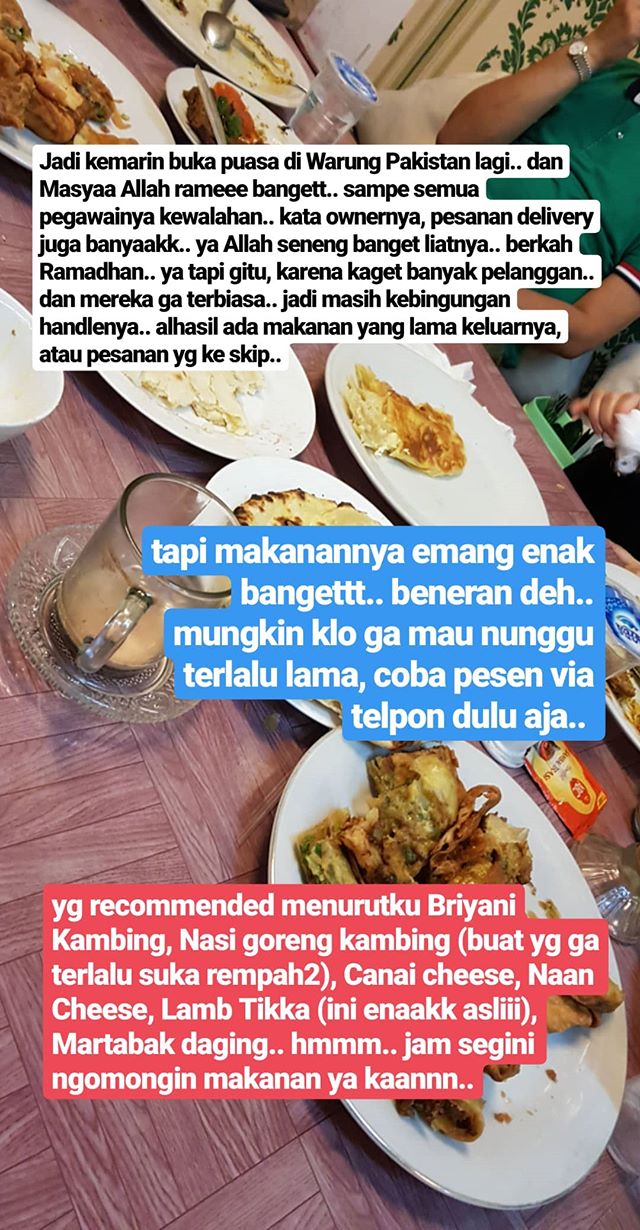 Jadi kemarin buka puasa di Warung Pakistan lagi.. dan
Masyaa Allah rameee bangett.. sampe semua
pegawainya kewalahan.. kata ownernya, pesanan delivery
juga banyaakk.. ya Allah seneng banget liatnya.. berkah
Ramadhan.. ya tapi gitu, karena kaget banyak pelanggan..
dan mereka ga terbiasa.. jadi masih kebingungan
handlenya.. alhasil ada makanan yang lama keluarnya,
atau pesanan yg ke skip..
tapi makanannya emang enak
bangettt.. beneran deh..
mungkin klo ga mau nunggu
terlalu lama, coba pesen via
telpon dulu aja..
yg recommended menurutku Briyani
Kambing, Nasi goreng kambing (buat yg ga
terlalu suka rempah2), Canai cheese, Naan
Cheese, Lamb Tikka (ini enaakk asliii),
Martabak daging.. hmmm.. jam segini
ngomongin makanan ya kaannn..